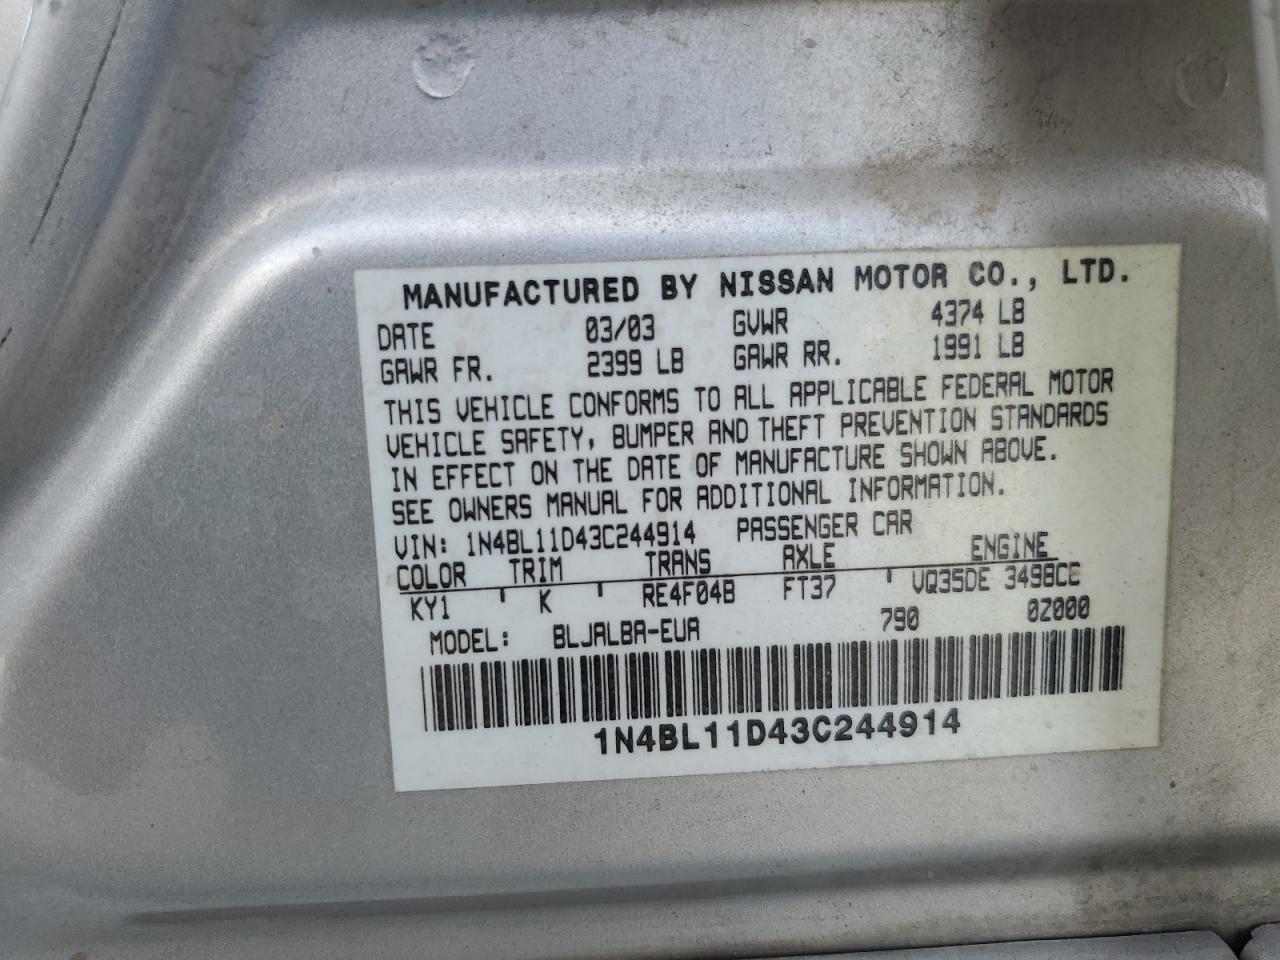 MANUFACTURED BY NISSAN MOTOR CO., LTD.
DATE 03/03 GVWR 4374 LB
GAWR FR. 2399 LB GAWR RR. 1991 LB
THIS VEHICLE CONFORMS TO ALL APPLICABLE FEDERAL MOTOR
VEHICLE SAFETY, BUMPER AND THEFT PREVENTION STANDARDS
IN EFFECT ON THE DATE OF MANUFACTURE SHOWN ABOVE.
SEE OWNERS MANUAL FOR ADDITIONAL INFORMATION.
VIN: 1N4BL11D43C244914 PASSENGER CAR
COLOR TRIM TRANS AXLE ENGINE
KY1 ' K ' RE4F04B FT37 ' VQ35DE 3498CC
MODEL: BLJALBA-EUA 790 0Z000
1N4BL11D43C244914